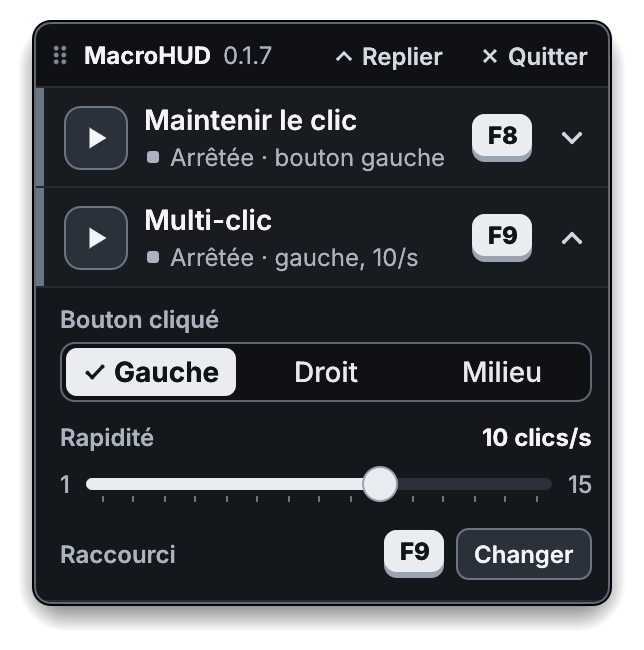 MacroHUD 0.1.7 Replier Quitter
Maintenir le clic F8
Arrêtée · bouton gauche
Multi-clic F9
Arrêtée · gauche, 10/s
Bouton cliqué
Gauche Droit Milieu
Rapidité 10 clics/s
1 15
Raccourci F9 Changer